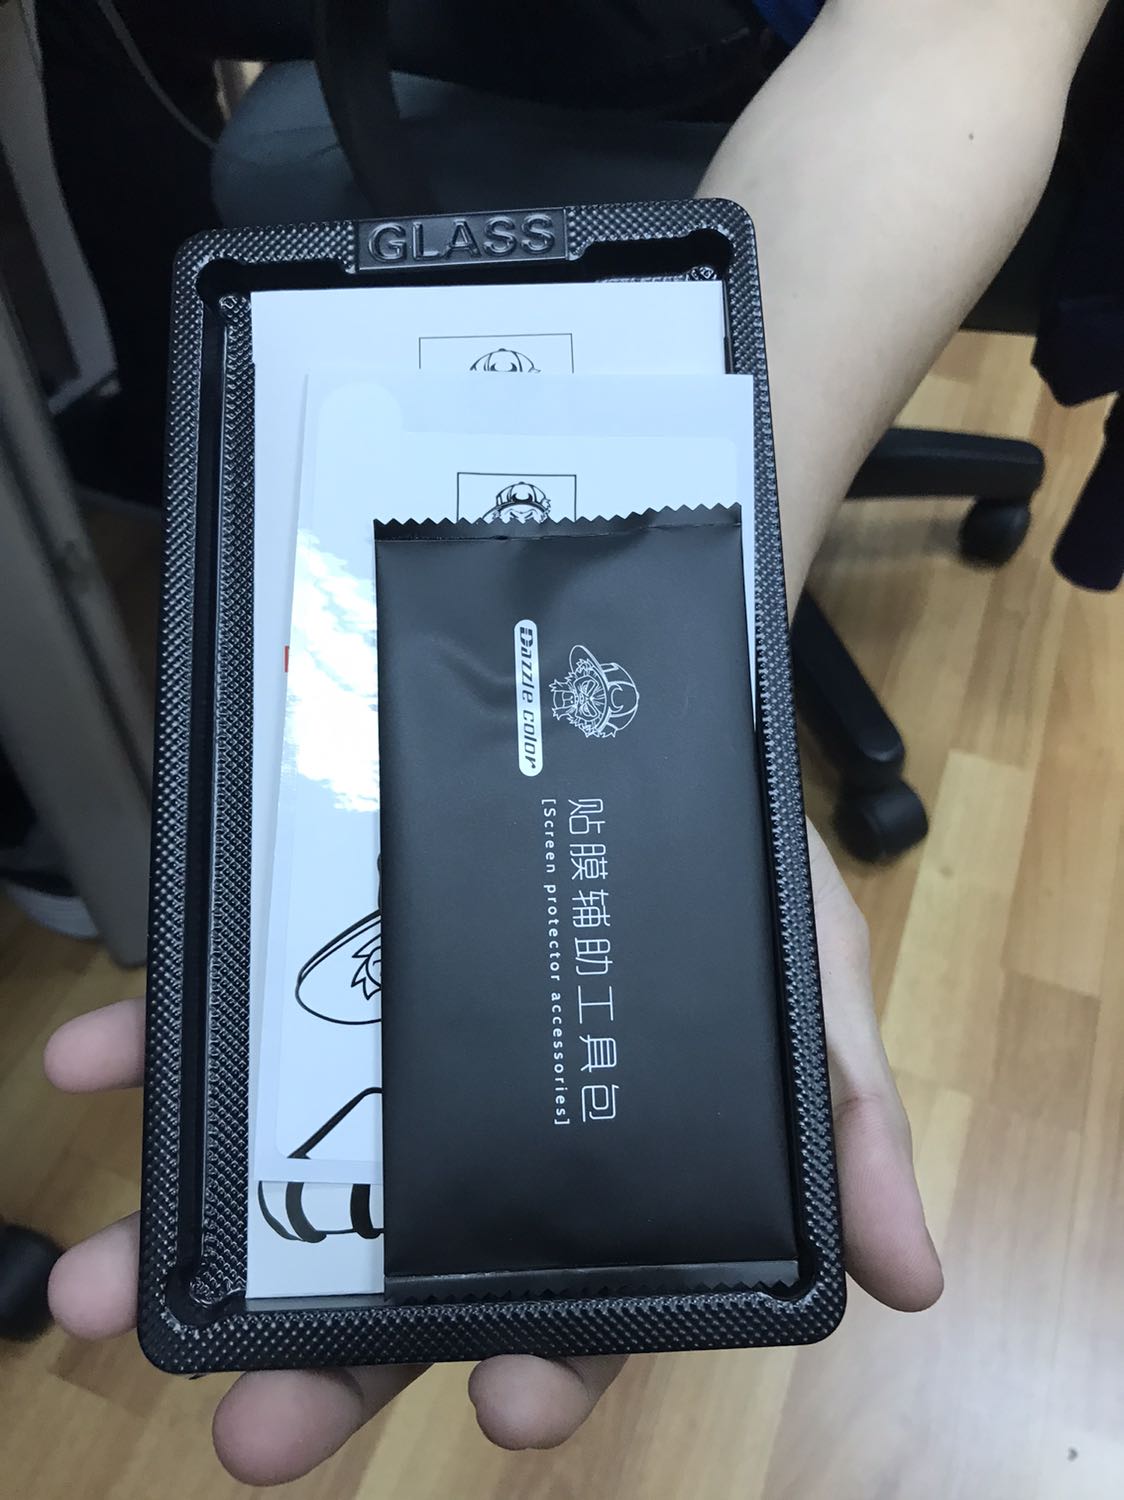 GLASS
Dazzle color
贴膜辅助工具包
[Screen protector accessories]